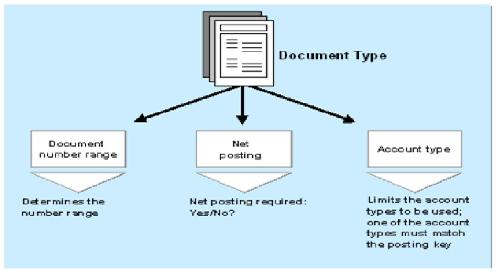 Document Type
Document
number range
Net
posting
Account type
Determines the
number range
Net posting required:
Yes/No?
Limits the account
types to be used;
one of the account
types must match
the posting key